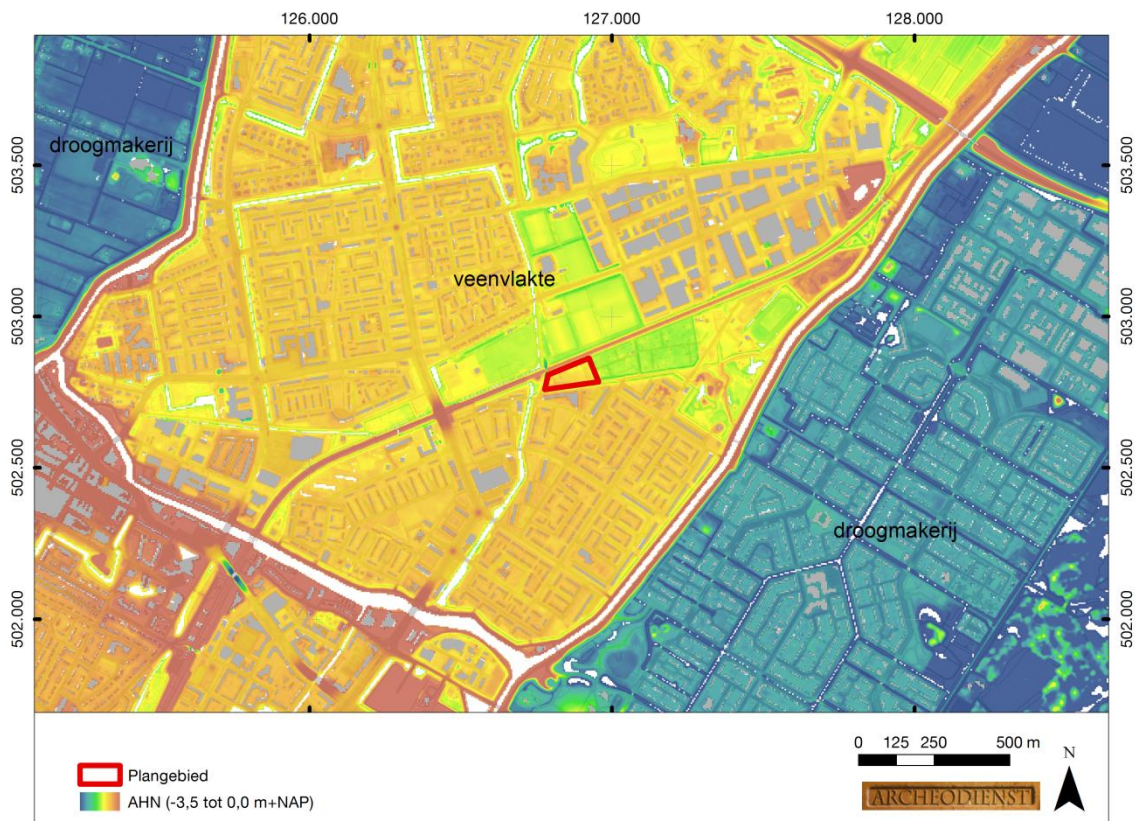 126.000
127.000
128.000
503.500
503.500
droogmakerij
veenvlakte
503.000
503.000
502.500
502.500
droogmakerij
502.000
502.000
0 125 250 500 m
N
Plangebied
AHN (-3,5 tot 0,0 m+NAP)
ARCHEODIENST